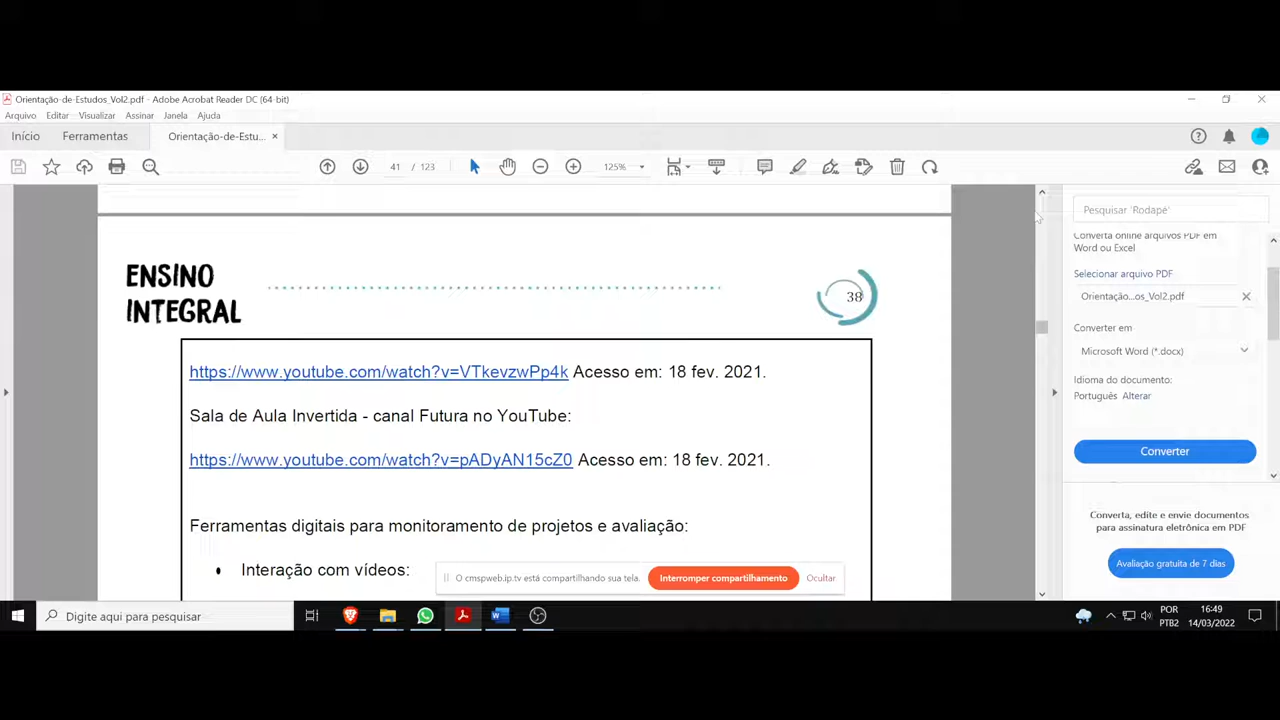 Orientação-de-Estudos_Vol2.pdf - Adobe Acrobat Reader DC (64-bit)
Arquivo Editar Visualizar Assinar Janela Ajuda
Início Ferramentas Orientação-de-Estu...
41 / 123 125%
Pesquisar 'Rodapé'
Converta online arquivos PDF em
Word ou Excel
Selecionar arquivo PDF
Orientação...os_Vol2.pdf
Converter em
Microsoft Word (*.docx)
Idioma do documento:
Português Alterar
Converter
Converta, edite e envie documentos
para assinatura eletrônica em PDF
Avaliação gratuita de 7 dias
ENSINO
INTEGRAL
38
https://www.youtube.com/watch?v=VTkevzwPp4k Acesso em: 18 fev. 2021.
Sala de Aula Invertida - canal Futura no YouTube:
https://www.youtube.com/watch?v=pADyAN15cZ0 Acesso em: 18 fev. 2021.
Ferramentas digitais para monitoramento de projetos e avaliação:
• Interação com vídeos:
O cmspweb.ip.tv está compartilhando sua tela. Interromper compartilhamento Ocultar
Digite aqui para pesquisar
POR
PTB2
16:49
14/03/2022